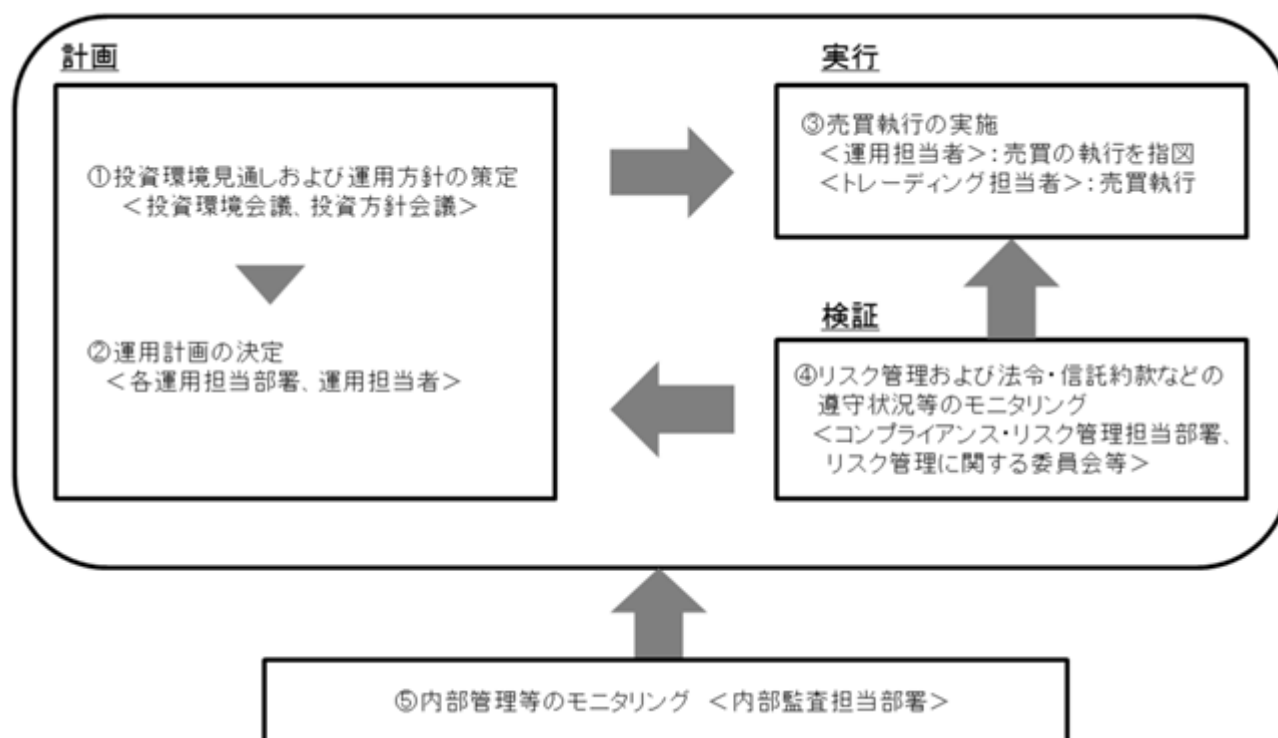 計画
①投資環境見通しおよび運用方針の策定
＜投資環境会議、投資方針会議＞
②運用計画の決定
＜各運用担当部署、運用担当者＞
実行
③売買執行の実施
＜運用担当者＞：売買の執行を指図
＜トレーディング担当者＞：売買執行
検証
④リスク管理および法令・信託約款などの
遵守状況等のモニタリング
＜コンプライアンス・リスク管理担当部署、
リスク管理に関する委員会等＞
⑤内部管理等のモニタリング ＜内部監査担当部署＞